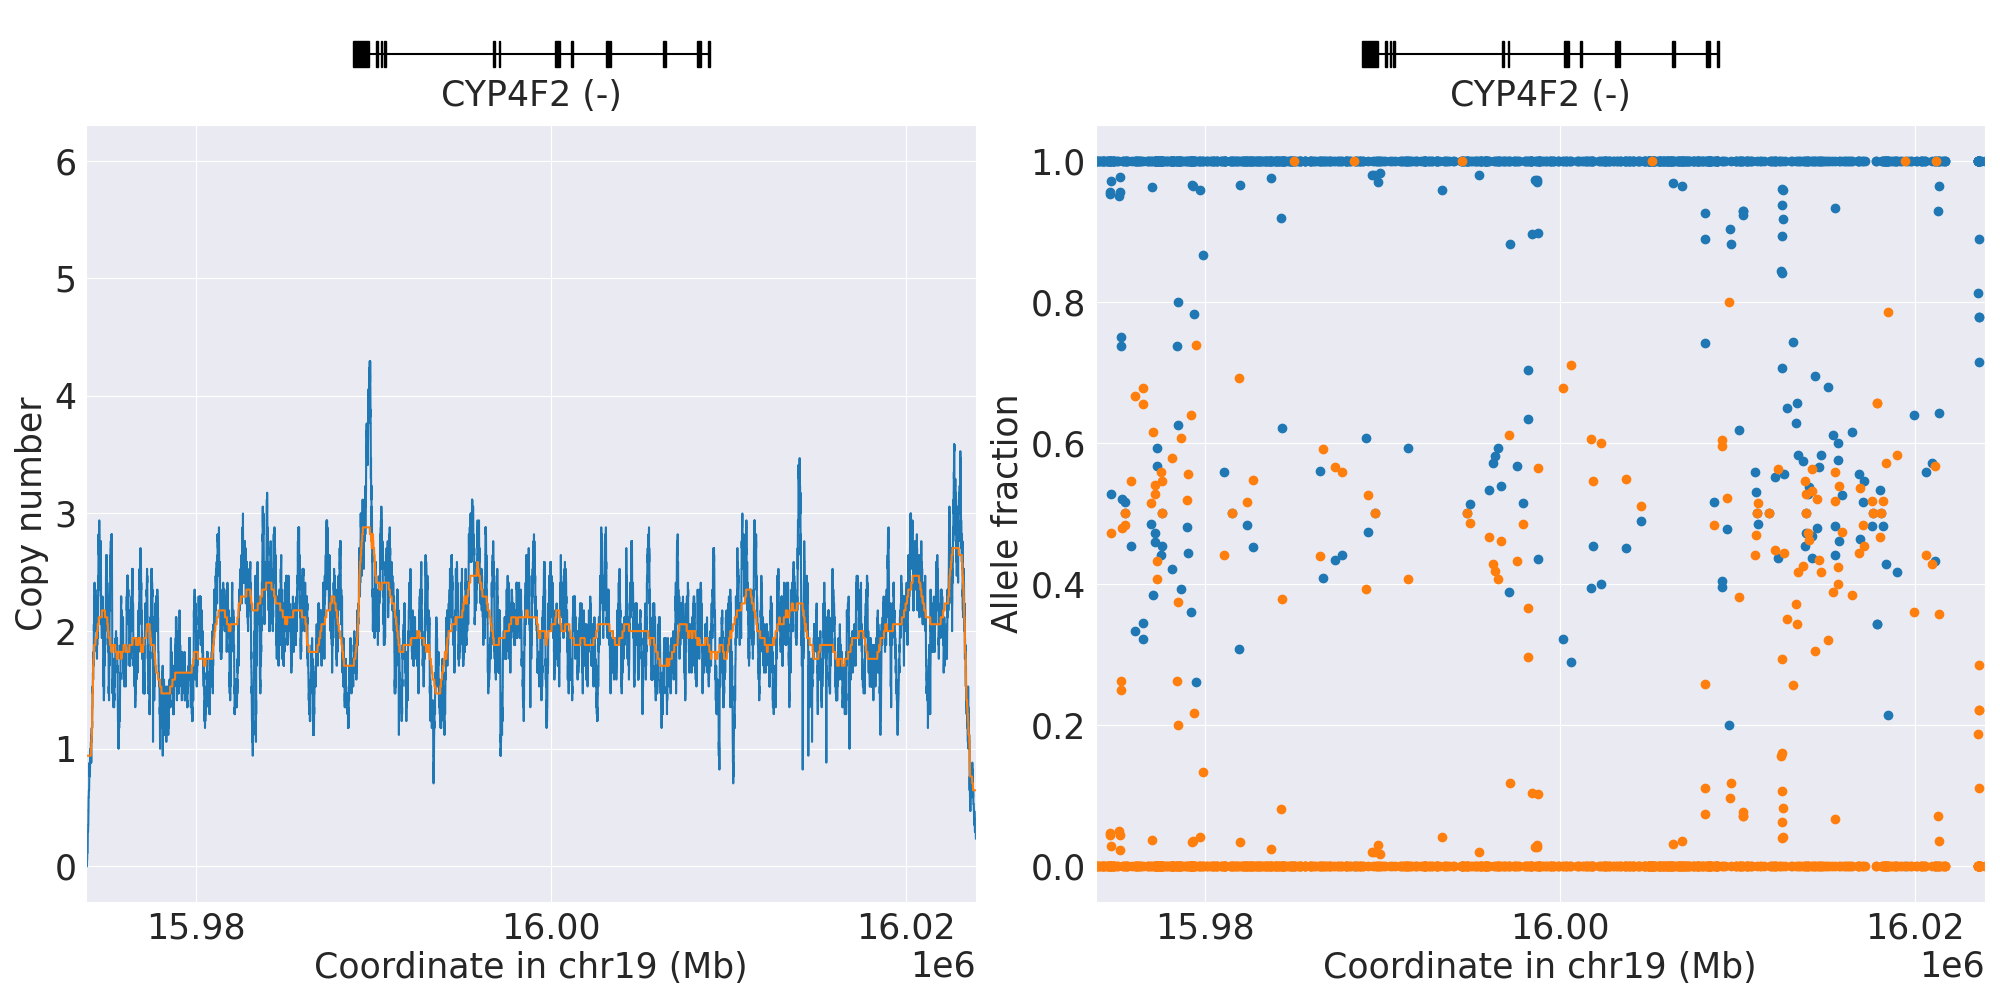 CYP4F2 (-)
6
5
4
3
2
1
0
Copy number
15.98
16.00
16.02
Coordinate in chr19 (Mb)
1e6
CYP4F2 (-)
1.0
0.8
0.6
0.4
0.2
0.0
Allele fraction
15.98
16.00
16.02
Coordinate in chr19 (Mb)
1e6